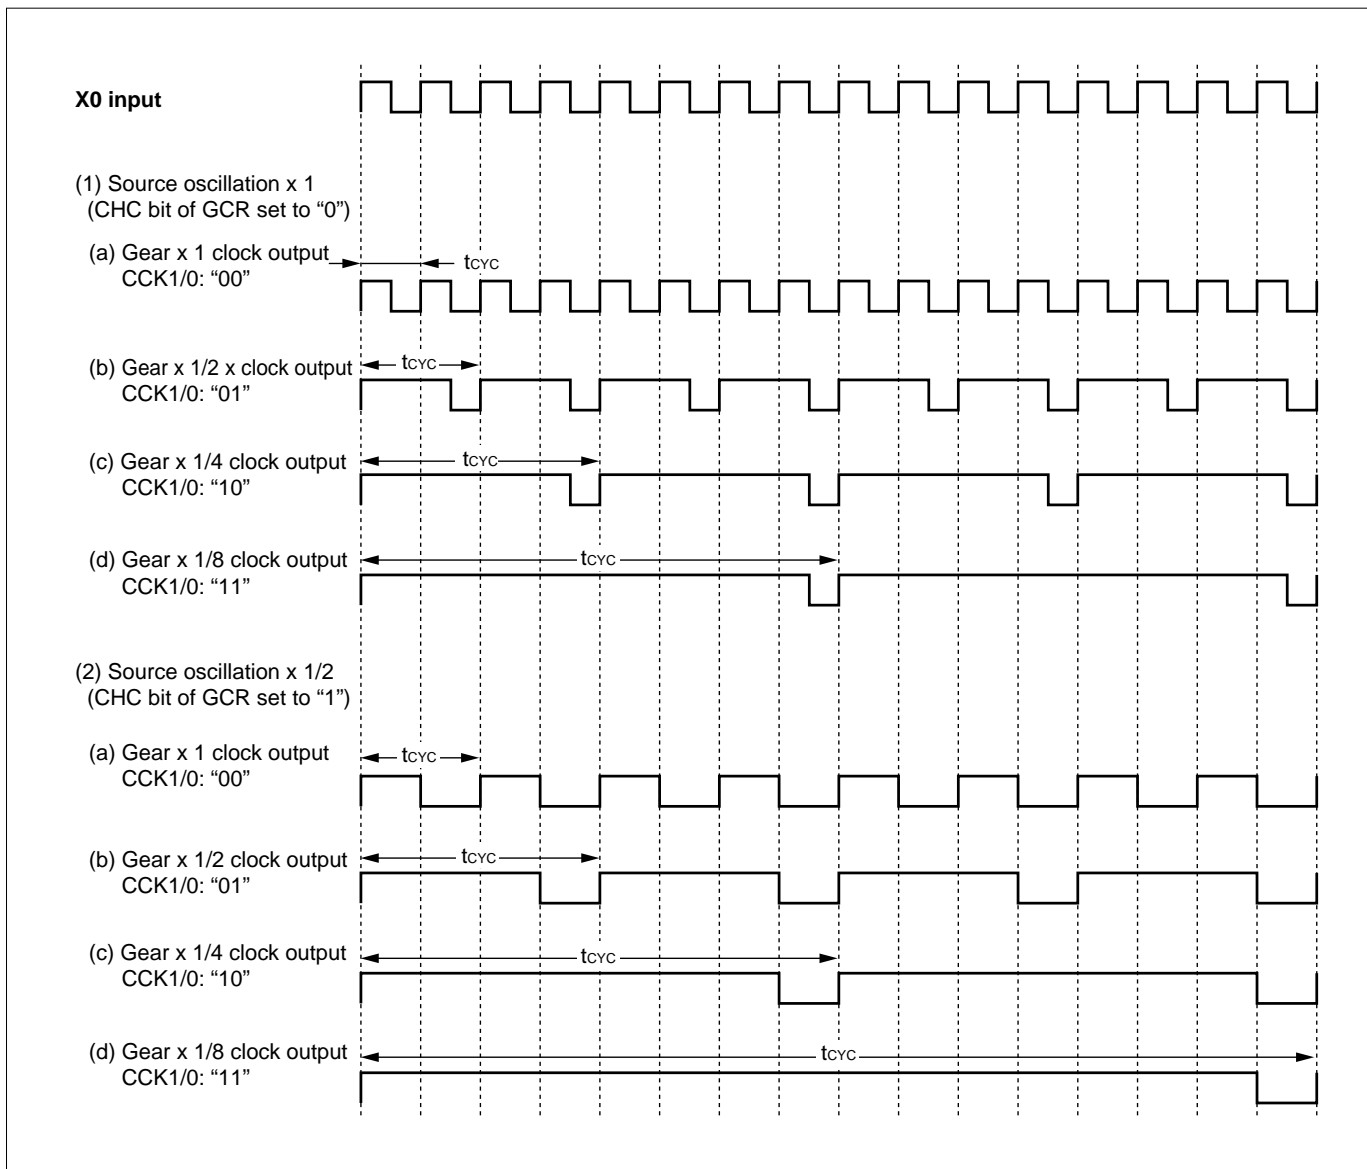 X0 input
(1) Source oscillation x 1
(CHC bit of GCR set to “0”)
(a) Gear x 1 clock output
tCYC
CCK1/0: “00”
(b) Gear x 1/2 x clock output
tCYC
CCK1/0: “01”
(c) Gear x 1/4 clock output
tCYC
CCK1/0: “10”
(d) Gear x 1/8 clock output
tCYC
CCK1/0: “11”
(2) Source oscillation x 1/2
(CHC bit of GCR set to “1”)
(a) Gear x 1 clock output
tCYC
CCK1/0: “00”
(b) Gear x 1/2 clock output
tCYC
CCK1/0: “01”
(c) Gear x 1/4 clock output
tCYC
CCK1/0: “10”
(d) Gear x 1/8 clock output
tCYC
CCK1/0: “11”